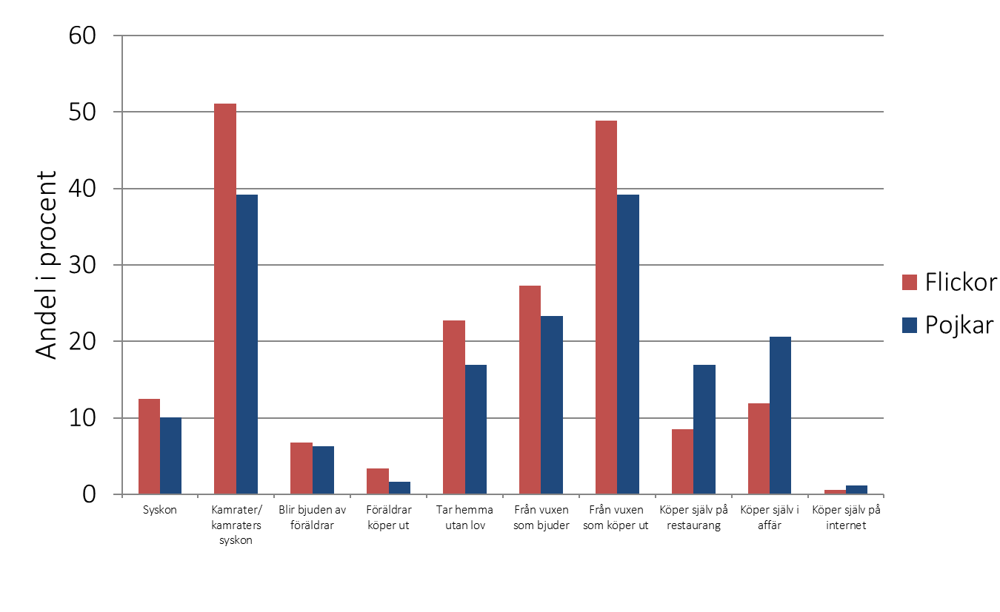 60
50
40
30
20
10
0
Andel i procent
Flickor
Pojkar
Syskon
Kamrater/
kamraters
syskon
Blir bjuden av
föräldrar
Föräldrar
köper ut
Tar hemma
utan lov
Från vuxen
som bjuder
Från vuxen
som köper ut
Köper själv på
restaurang
Köper själv i
affär
Köper själv på
internet